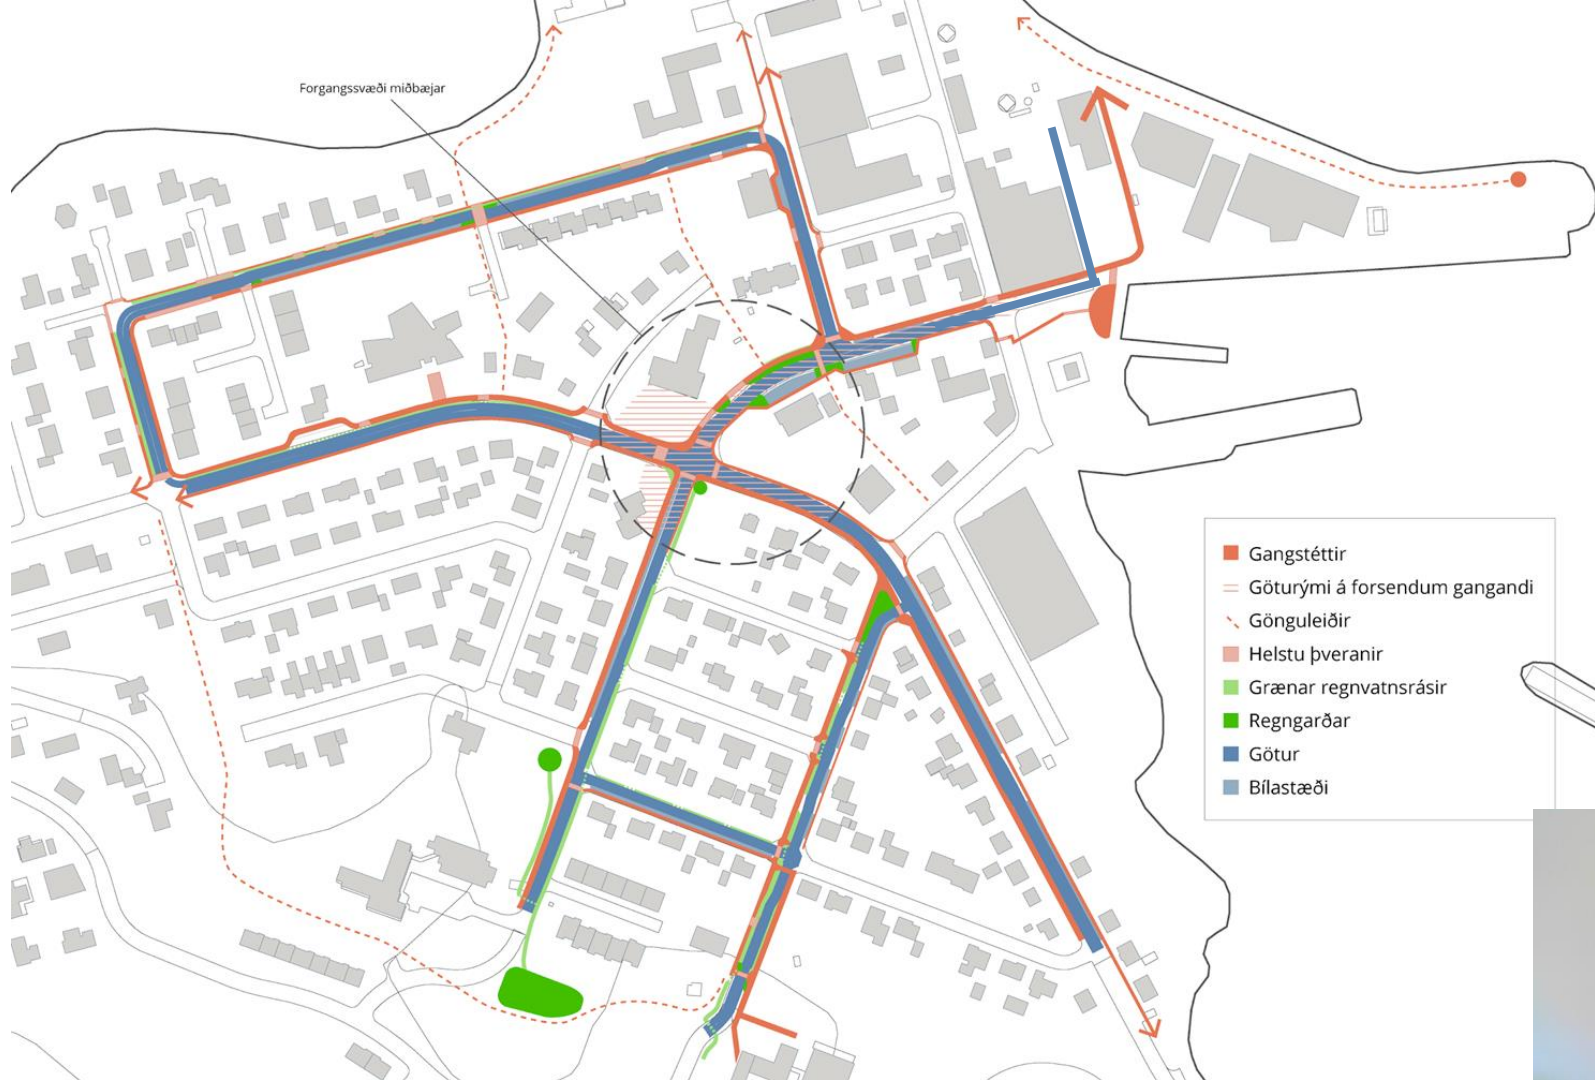 Forgangssvæði miðbæjar
Gangstéttir
Göturými á forsendum gangandi
Gönguleiðir
Helstu þveranir
Grænar regnvatnsrásir
Regngarðar
Götur
Bílastæði